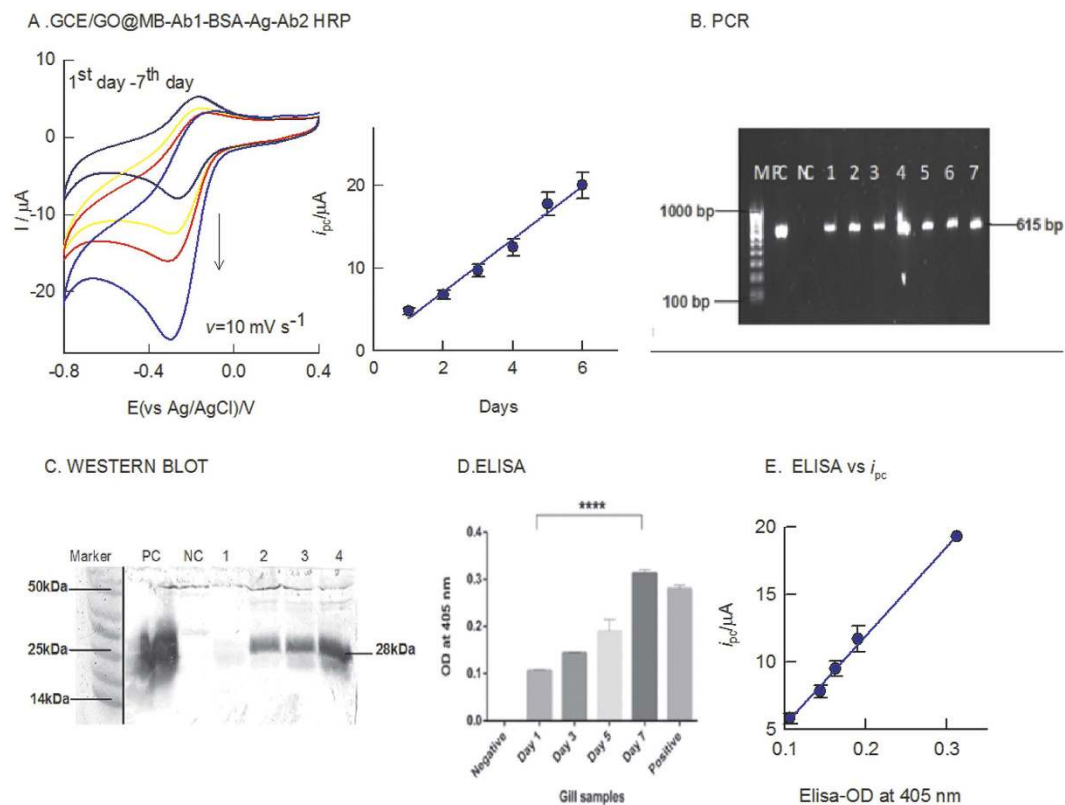 A .GCE/GO@MB-Ab1-BSA-Ag-Ab2 HRP
1st day -7th day
I / µA
10
0
-10
-20
-0.8
-0.4
0.0
0.4
v=10 mV s-1
E(vs Ag/AgCl)/V
ipc/µA
20
10
0
0
2
4
6
Days
B. PCR
M PC NC 1 2 3 4 5 6 7
1000 bp
615 bp
100 bp
C. WESTERN BLOT
Marker PC NC 1 2 3 4
50kDa
25kDa
28kDa
14kDa
D.ELISA
****
OD at 405 nm
0.4
0.3
0.2
0.1
0.0
Negative
Day 1
Day 3
Day 5
Day 7
Positive
Gill samples
E. ELISA vs ipc
ipc/µA
20
15
10
5
0.1
0.2
0.3
Elisa-OD at 405 nm